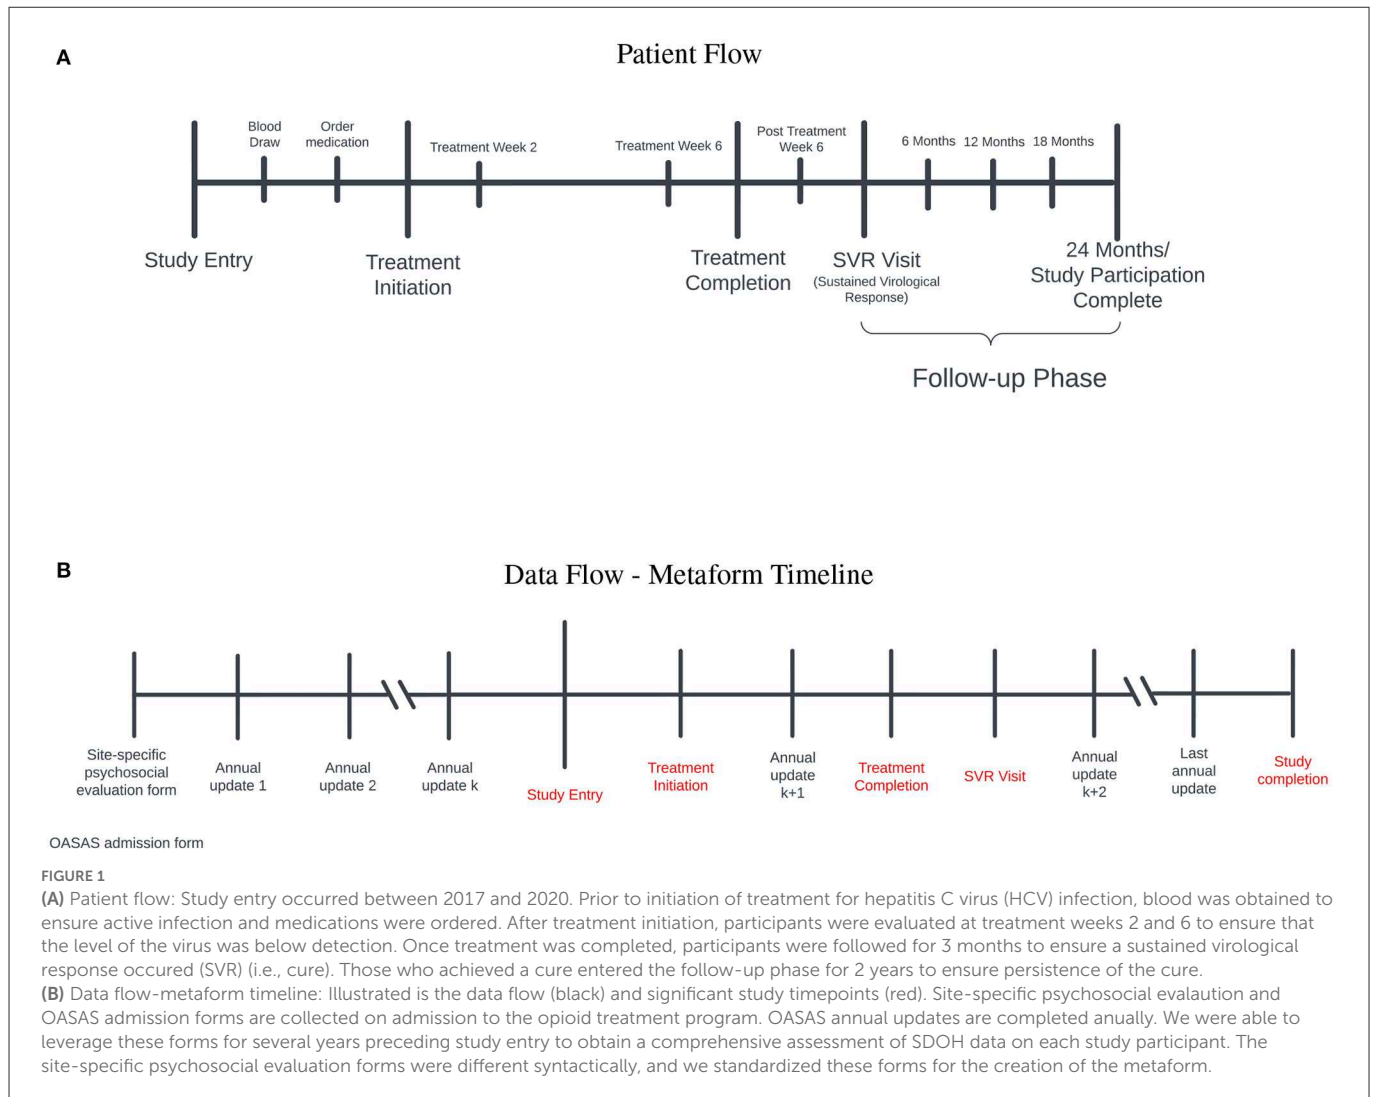 A
Patient Flow
Blood
Draw
Order
medication
Treatment Week 2
Treatment Week 6
Post Treatment
Week 6
6 Months
12 Months
18 Months
Study Entry
Treatment
Initiation
Treatment
Completion
SVR Visit
(Sustained Virological
Response)
24 Months/
Study Participation
Complete
Follow-up Phase
B
Data Flow - Metaform Timeline
Site-specific
psychosocial
evaluation form
Annual
update 1
Annual
update 2
Annual
update k
Study Entry
Treatment
Initiation
Annual
update
k+1
Treatment
Completion
SVR Visit
Annual
update
k+2
Last
annual
update
Study
completion
OASAS admission form
FIGURE 1
(A) Patient flow: Study entry occurred between 2017 and 2020. Prior to initiation of treatment for hepatitis C virus (HCV) infection, blood was obtained to
ensure active infection and medications were ordered. After treatment initiation, participants were evaluated at treatment weeks 2 and 6 to ensure that
the level of the virus was below detection. Once treatment was completed, participants were followed for 3 months to ensure a sustained virological
response occured (SVR) (i.e., cure). Those who achieved a cure entered the follow-up phase for 2 years to ensure persistence of the cure.
(B) Data flow-metaform timeline: Illustrated is the data flow (black) and significant study timepoints (red). Site-specific psychosocial evalaution and
OASAS admission forms are collected on admission to the opioid treatment program. OASAS annual updates are completed anually. We were able to
leverage these forms for several years preceding study entry to obtain a comprehensive assessment of SDOH data on each study participant. The
site-specific psychosocial evaluation forms were different syntactically, and we standardized these forms for the creation of the metaform.